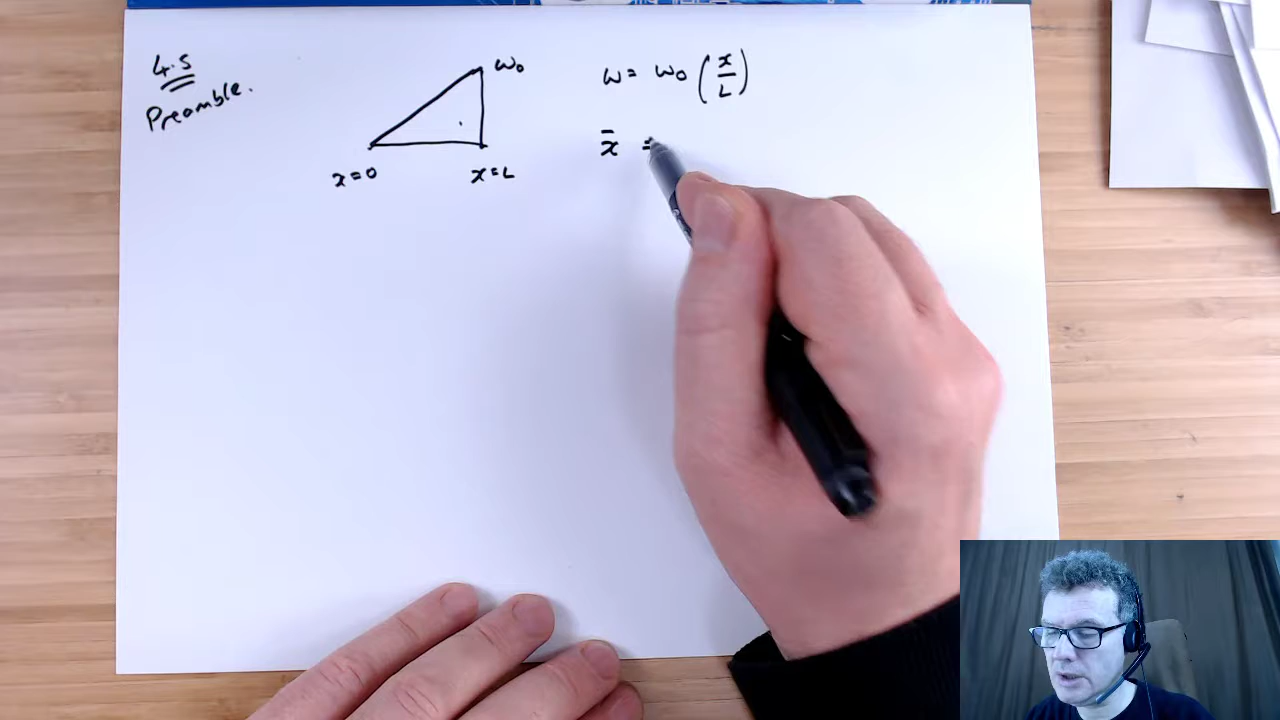 4.5
Preamble.
w₀
x=0
x=L
w = w₀ (x/L)
x̄ =